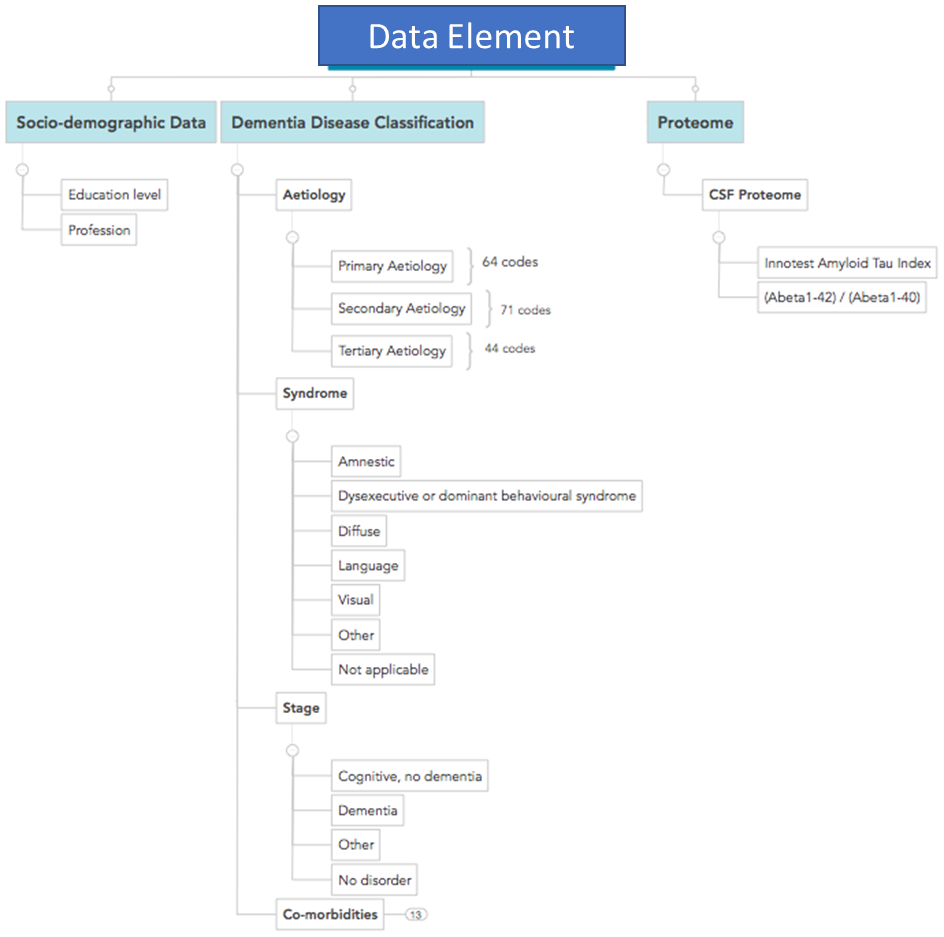 Data Element
Socio-demographic Data
Education level
Profession
Dementia Disease Classification
Aetiology
Primary Aetiology
64 codes
Secondary Aetiology
71 codes
Tertiary Aetiology
44 codes
Syndrome
Amnestic
Dysexecutive or dominant behavioural syndrome
Diffuse
Language
Visual
Other
Not applicable
Stage
Cognitive, no dementia
Dementia
Other
No disorder
Co-morbidities
13
Proteome
CSF Proteome
Innotest Amyloid Tau Index
(Abeta1-42) / (Abeta1-40)